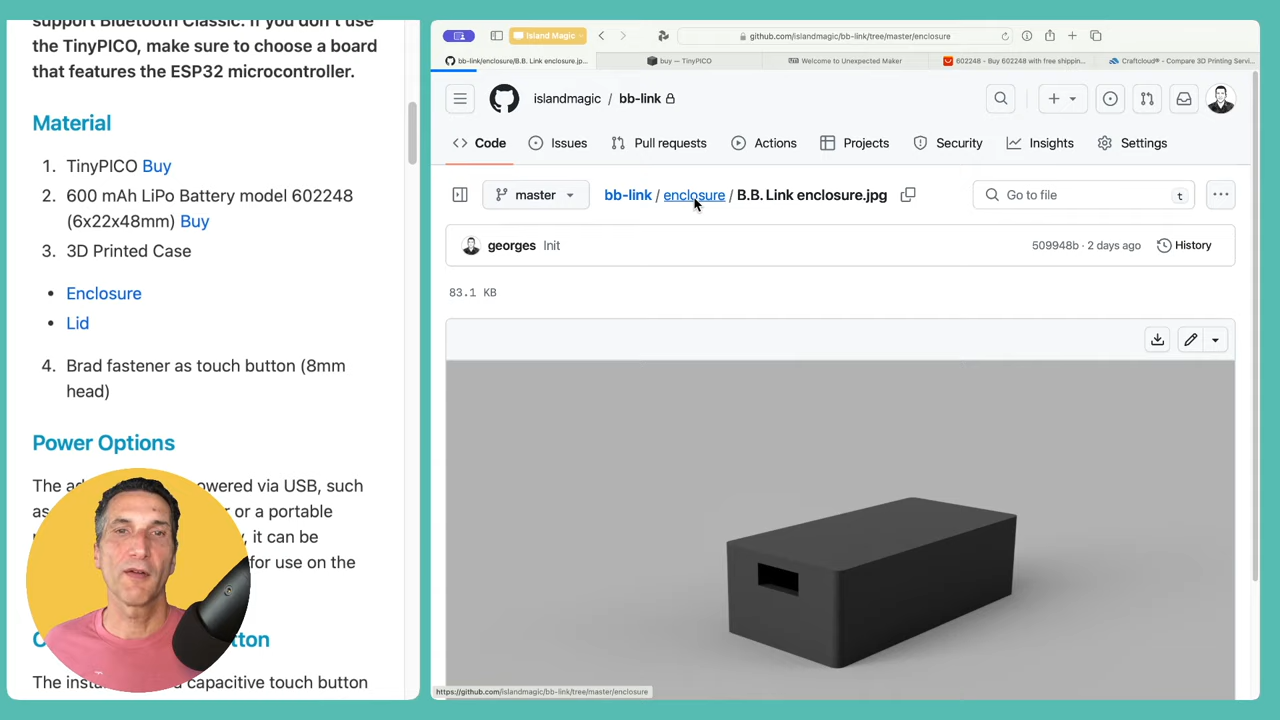 support Bluetooth Classic. If you don't use
the TinyPICO, make sure to choose a board
that features the ESP32 microcontroller.
Material
1. TinyPICO Buy
2. 600 mAh LiPo Battery model 602248
(6x22x48mm) Buy
3. 3D Printed Case
• Enclosure
• Lid
4. Brad fastener as touch button (8mm
head)
Power Options
The ad owered via USB, such
as r or a portable
, it can be
for use on the
tton
The inst capacitive touch button
Island Magic
github.com/islandmagic/bb-link/tree/master/enclosure
bb-link/enclosure/B.B. Link enclosure.jp...
buy — TinyPICO
Welcome to Unexpected Maker
602248 - Buy 602248 with free shippin...
Craftcloud® - Compare 3D Printing Servi...
islandmagic / bb-link
Code
Issues
Pull requests
Actions
Projects
Security
Insights
Settings
master
bb-link / enclosure / B.B. Link enclosure.jpg
Go to file
t
georges Init
509948b · 2 days ago
History
83.1 KB
https://github.com/islandmagic/bb-link/tree/master/enclosure